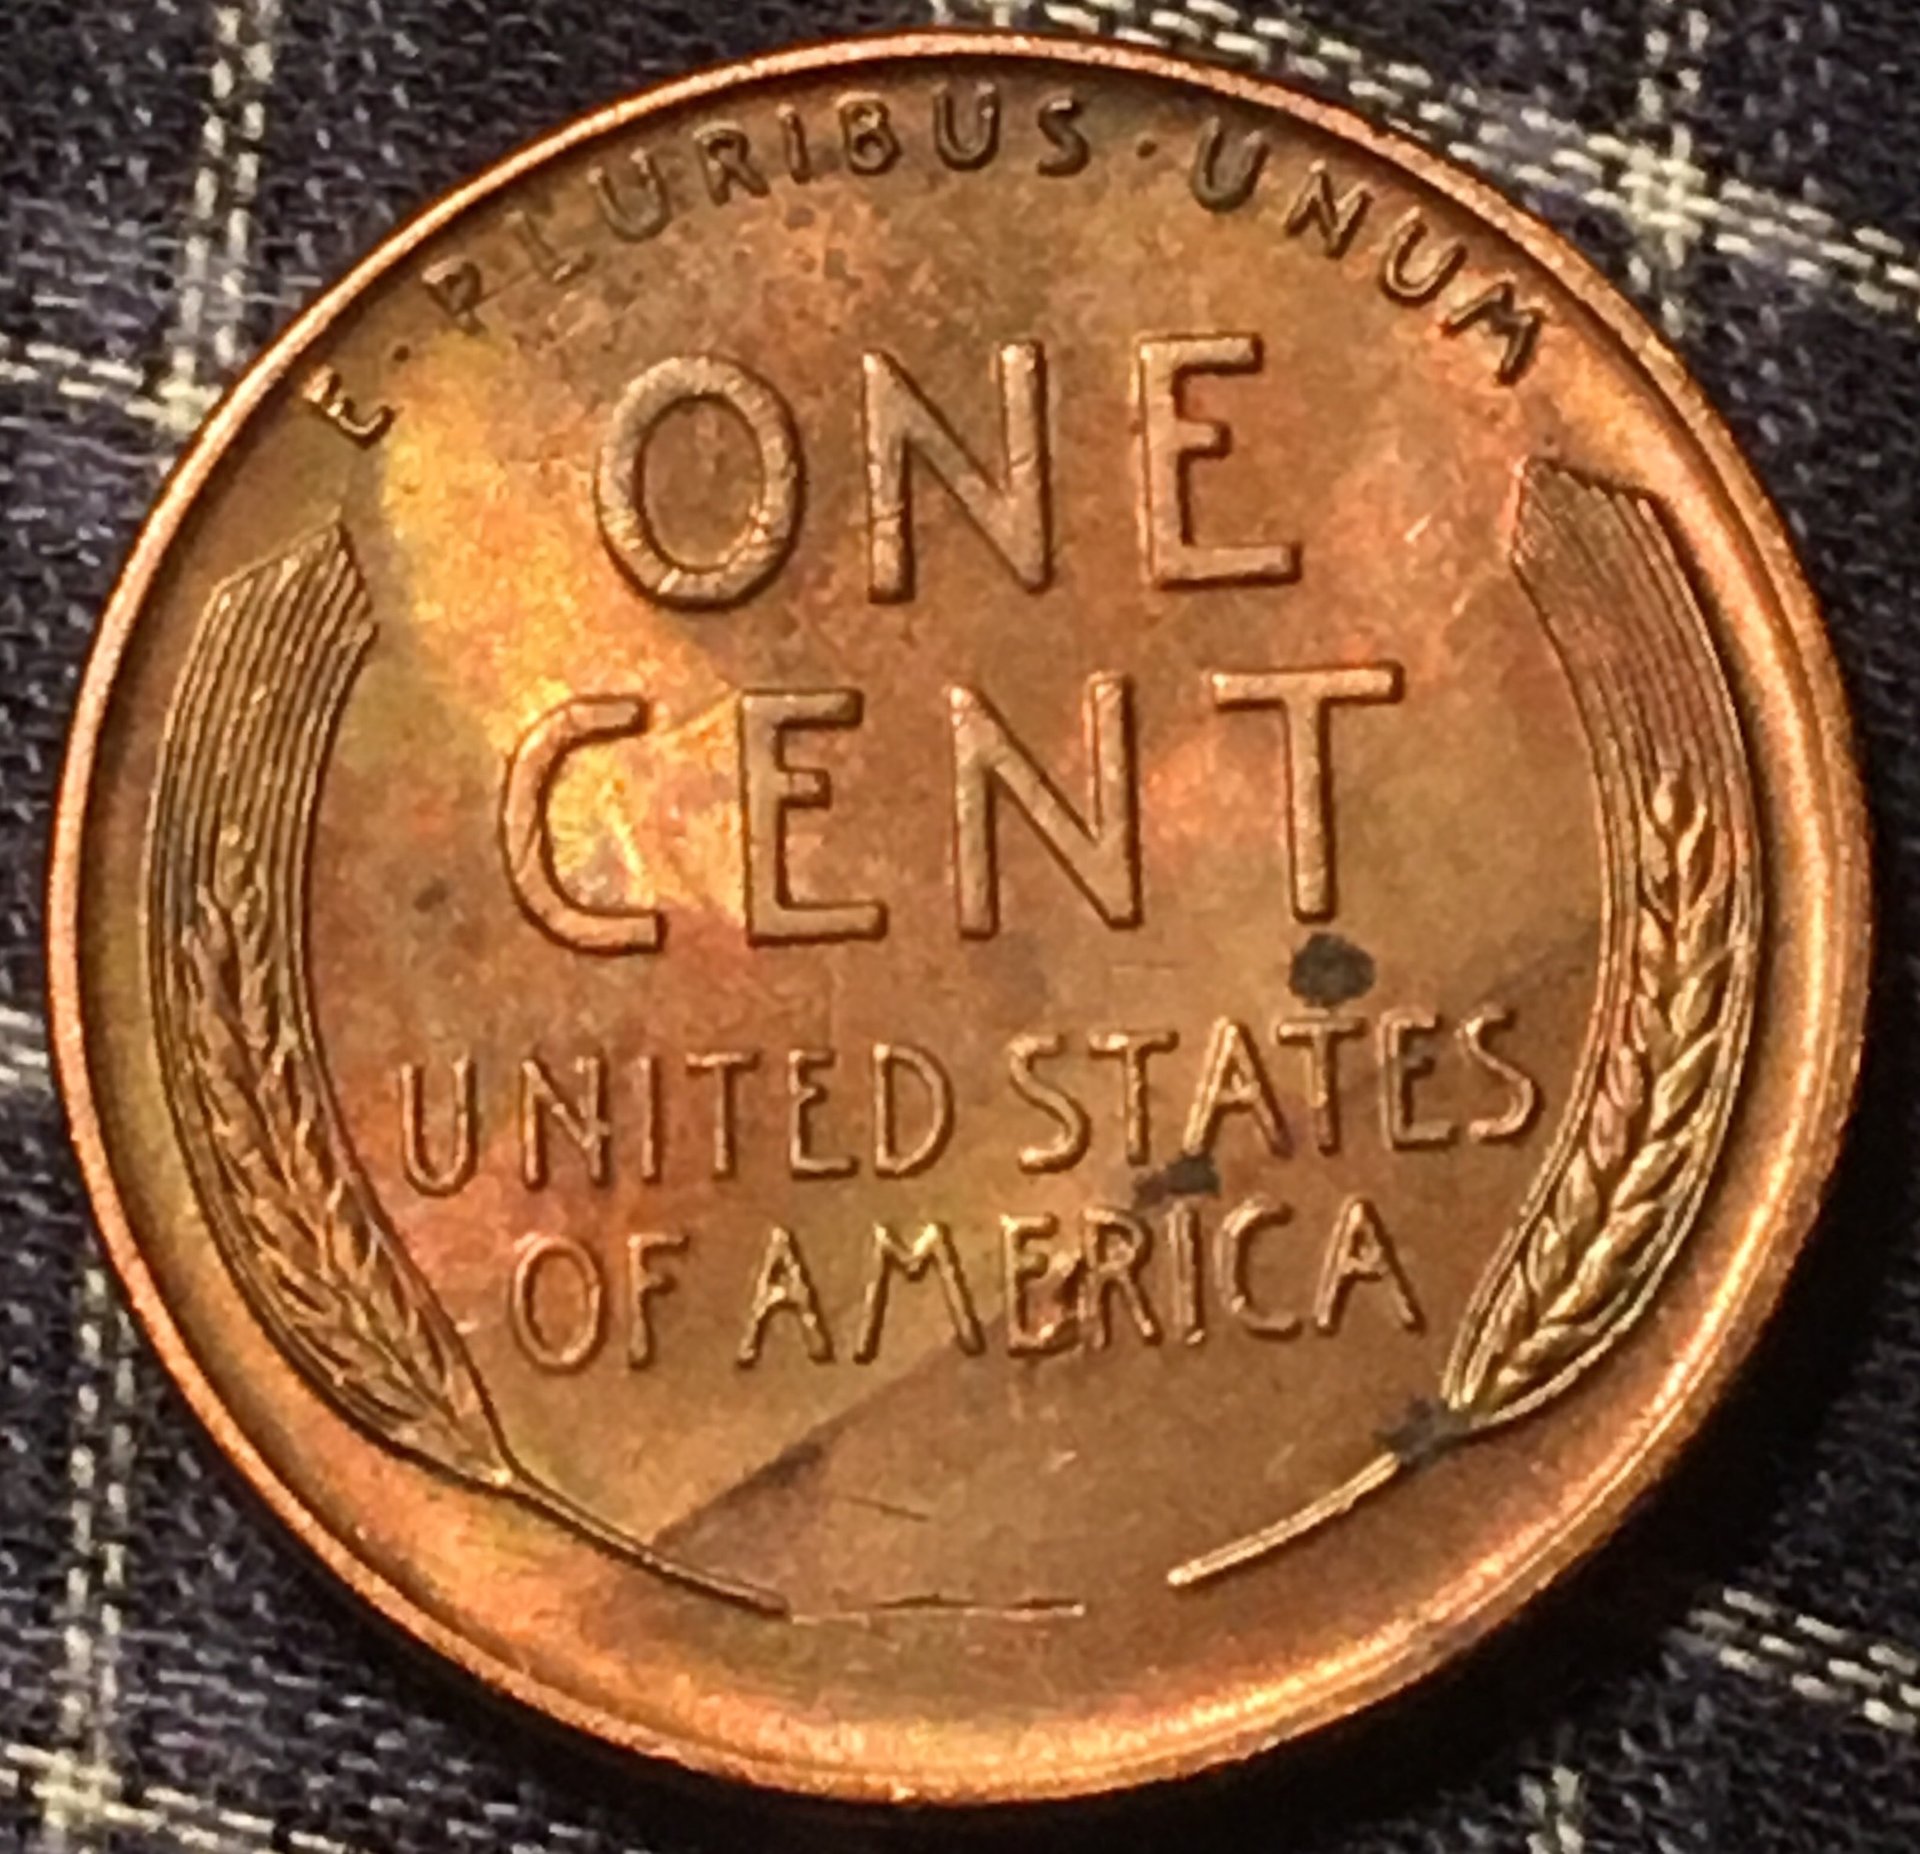 E·PLURIBUS·UNUM
ONE
CENT
UNITED STATES
OF AMERICA